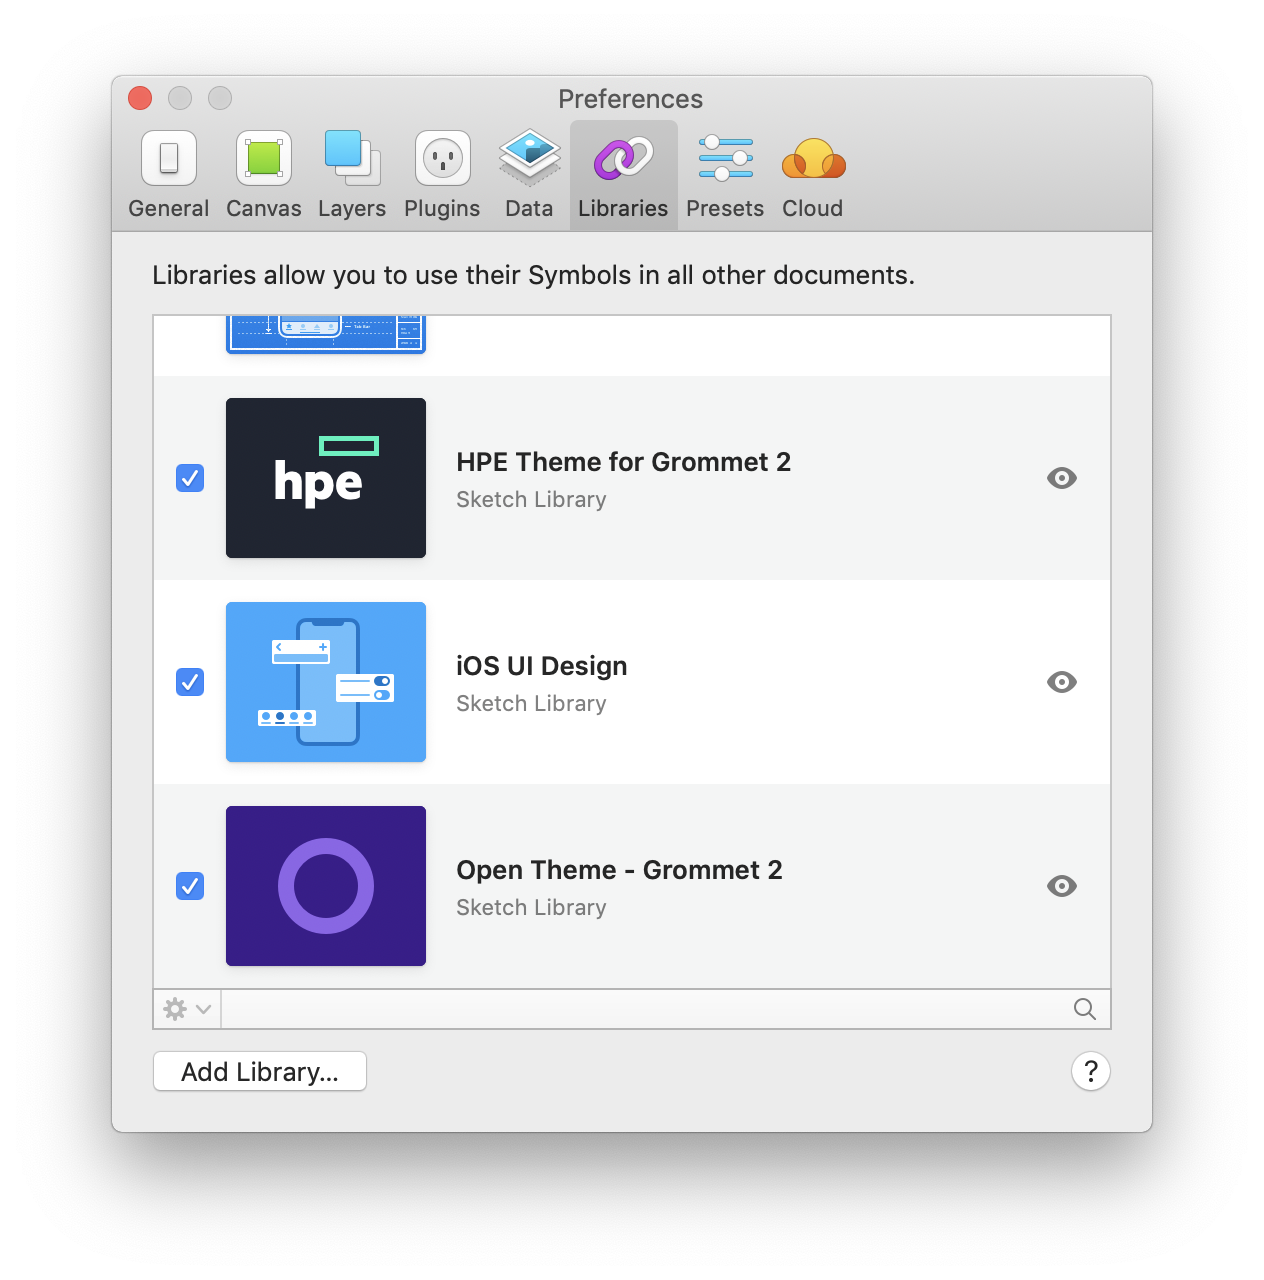 Preferences
General Canvas Layers Plugins Data Libraries Presets Cloud
Libraries allow you to use their Symbols in all other documents.
Tab Bar
hpe
HPE Theme for Grommet 2
Sketch Library
iOS UI Design
Sketch Library
Open Theme - Grommet 2
Sketch Library
Add Library...
?